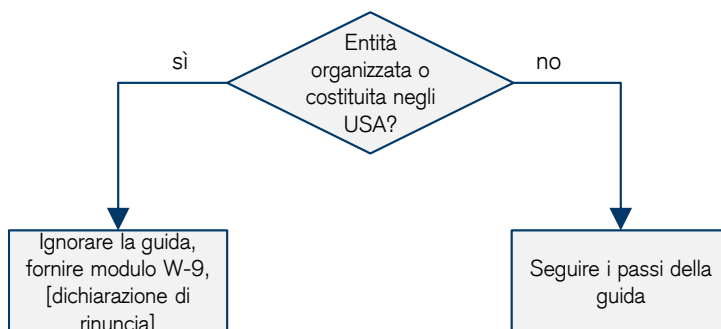 Entità
organizzata o
costituita negli
USA?
sì
no
Ignorare la guida,
fornire modulo W-9,
[dichiarazione di
rinuncia]
Seguire i passi della
guida